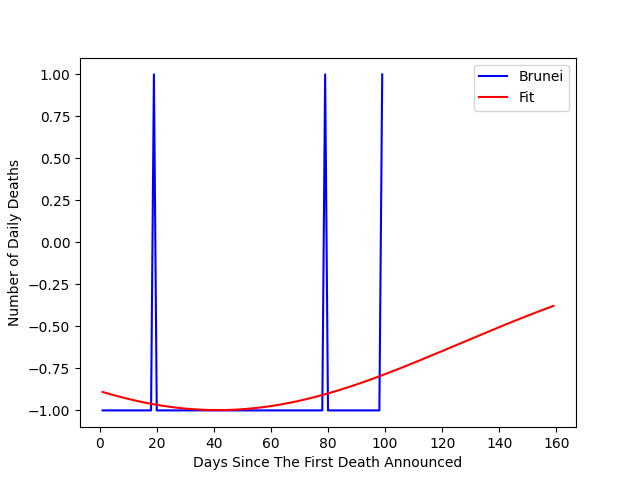 Brunei
Fit
1.00
0.75
0.50
0.25
0.00
−0.25
−0.50
−0.75
−1.00
Number of Daily Deaths
0 20 40 60 80 100 120 140 160
Days Since The First Death Announced